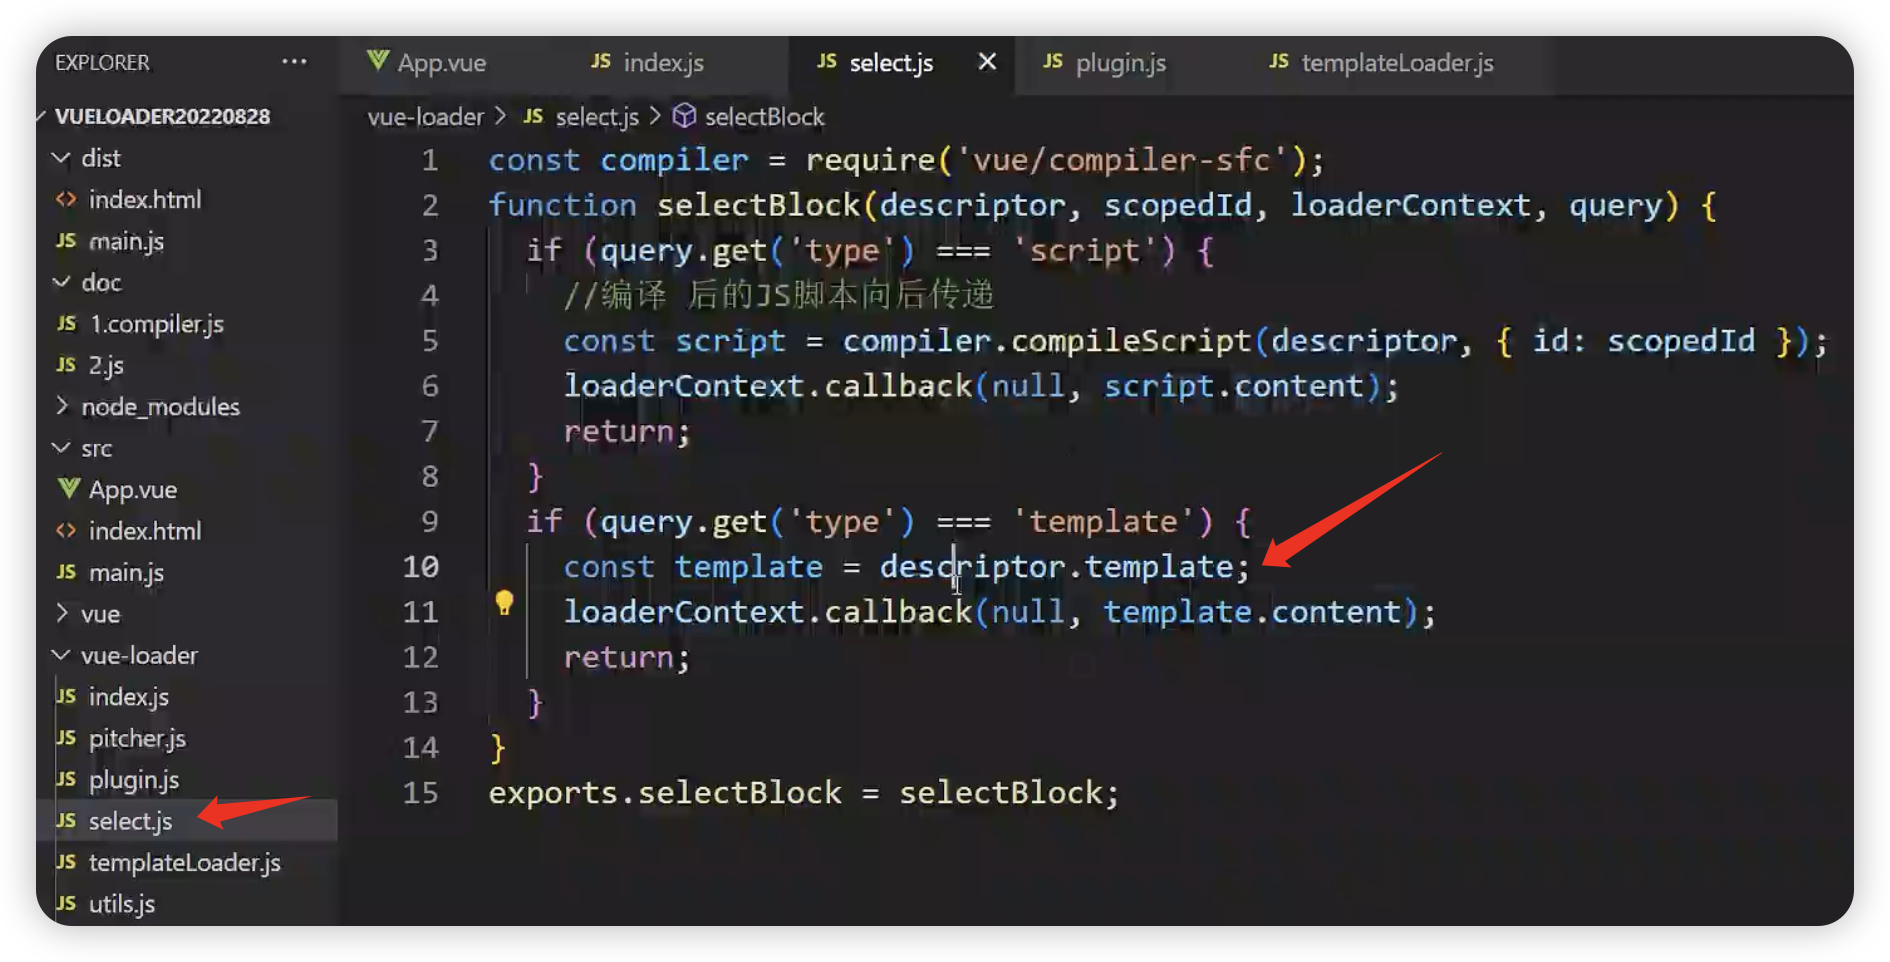 EXPLORER ···
VUELOADER20220828
dist
<> index.html
JS main.js
doc
JS 1.compiler.js
JS 2.js
node_modules
src
App.vue
<> index.html
JS main.js
vue
vue-loader
JS index.js
JS pitcher.js
JS plugin.js
JS select.js
JS templateLoader.js
JS utils.js
App.vue JS index.js JS select.js × JS plugin.js JS templateLoader.js
vue-loader > JS select.js > selectBlock
1 const compiler = require('vue/compiler-sfc');
2 function selectBlock(descriptor, scopedId, loaderContext, query) {
3 if (query.get('type') === 'script') {
4 //编译 后的JS脚本向后传递
5 const script = compiler.compileScript(descriptor, { id: scopedId });
6 loaderContext.callback(null, script.content);
7 return;
8 }
9 if (query.get('type') === 'template') {
10 const template = descriptor.template;
11 loaderContext.callback(null, template.content);
12 return;
13 }
14 }
15 exports.selectBlock = selectBlock;